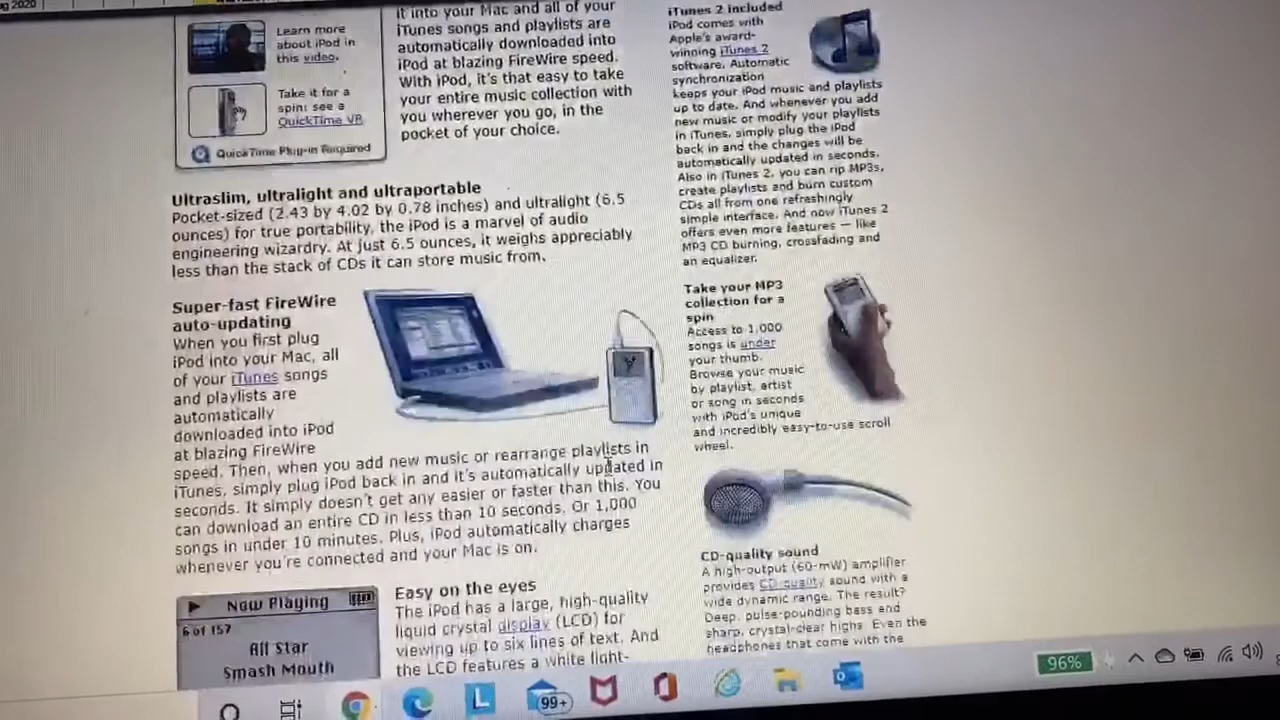 g 2020
Learn more
about iPod in
this video.
Take it for a
spin: see a
QuickTime VR
QuickTime Plug-in Required
it into your Mac and all of your
iTunes songs and playlists are
automatically downloaded into
iPod at blazing FireWire speed.
With iPod, it's that easy to take
your entire music collection with
you wherever you go, in the
pocket of your choice.
Ultraslim, ultralight and ultraportable
Pocket-sized (2.43 by 4.02 by 0.78 inches) and ultralight (6.5
ounces) for true portability, the iPod is a marvel of audio
engineering wizardry. At just 6.5 ounces, it weighs appreciably
less than the stack of CDs it can store music from.
Super-fast FireWire
auto-updating
When you first plug
iPod into your Mac, all
of your iTunes songs
and playlists are
automatically
downloaded into iPod
at blazing FireWire
speed. Then, when you add new music or rearrange playlists in
iTunes, simply plug iPod back in and it's automatically updated in
seconds. It simply doesn't get any easier or faster than this. You
can download an entire CD in less than 10 seconds. Or 1,000
songs in under 10 minutes. Plus, iPod automatically charges
whenever you're connected and your Mac is on.
Now Playing
6 of 157
All Star
Smash Mouth
Easy on the eyes
The iPod has a large, high-quality
liquid crystal display (LCD) for
viewing up to six lines of text. And
the LCD features a white light-
iTunes 2 included
iPod comes with
Apple's award-
winning iTunes 2
software. Automatic
synchronization
keeps your iPod music and playlists
up to date. And whenever you add
new music or modify your playlists
in iTunes, simply plug the iPod
back in and the changes will be
automatically updated in seconds.
Also in iTunes 2, you can rip MP3s,
create playlists and burn custom
CDs all from one refreshingly
simple interface. And now iTunes 2
offers even more features — like
MP3 CD burning, crossfading and
an equalizer.
Take your MP3
collection for a
spin
Access to 1,000
songs is under
your thumb.
Browse your music
by playlist, artist
or song in seconds
with iPod's unique
and incredibly easy-to-use scroll
wheel.
CD-quality sound
A high-output (60-mW) amplifier
provides CD-quality sound with a
wide dynamic range. The result?
Deep, pulse-pounding bass and
sharp, crystal-clear highs. Even the
headphones that come with the
96%
L
99+